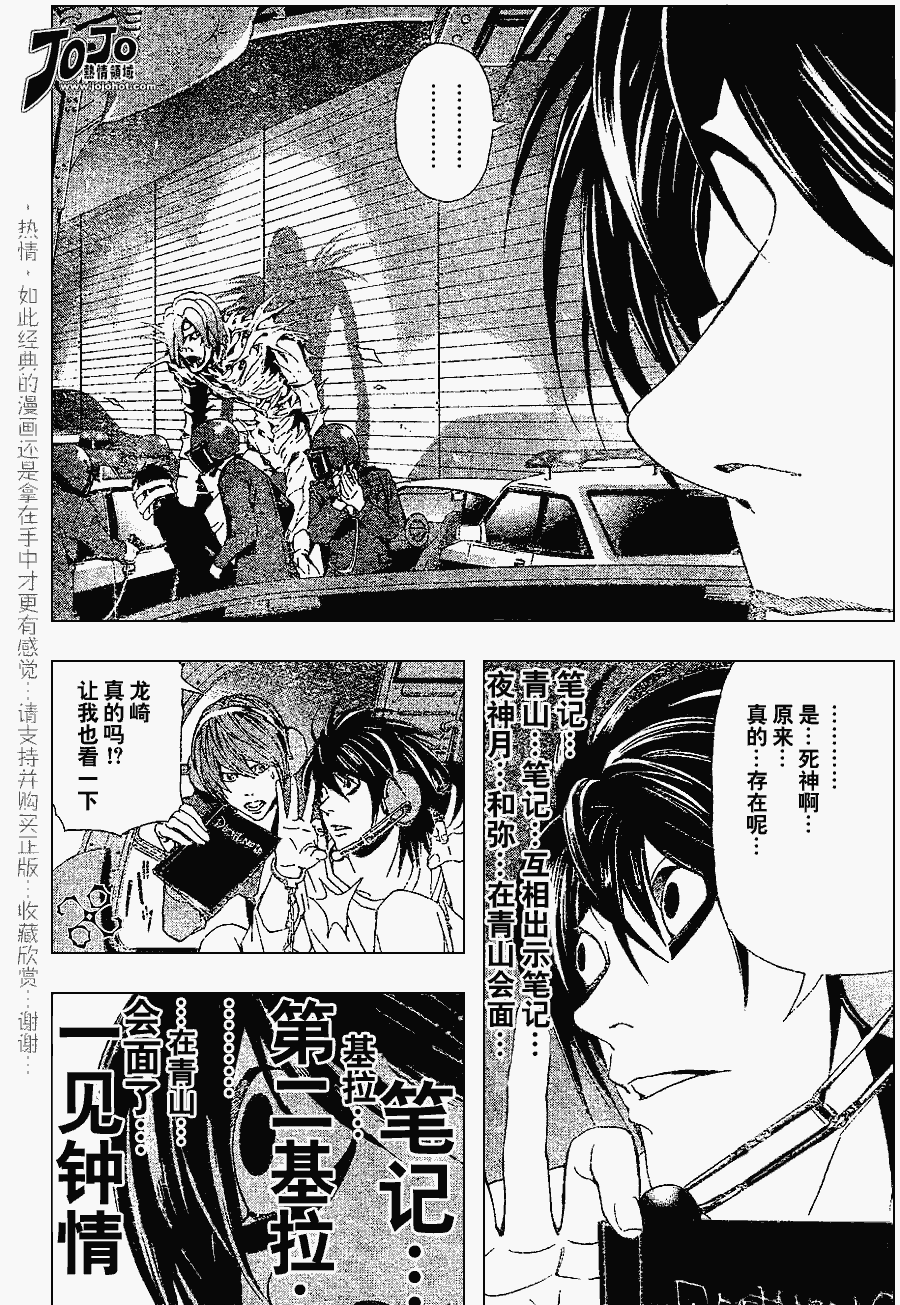 JOJO
熱情領域
www.jojohot.com
、热情、如此经典的漫画还是拿在手中才更有感觉…请支持并购买正版…收藏欣赏…谢谢…
…………
…………
…………
是…死神啊…
原来…
真的…存在呢…
笔记…
青山…笔记…互相出示笔记…
夜神月…和弥…在青山会面…
龙崎
真的吗!?
让我也看一下
笔记……
基拉…
第二基拉…
…………
…在青山…
会面了……
一见钟情